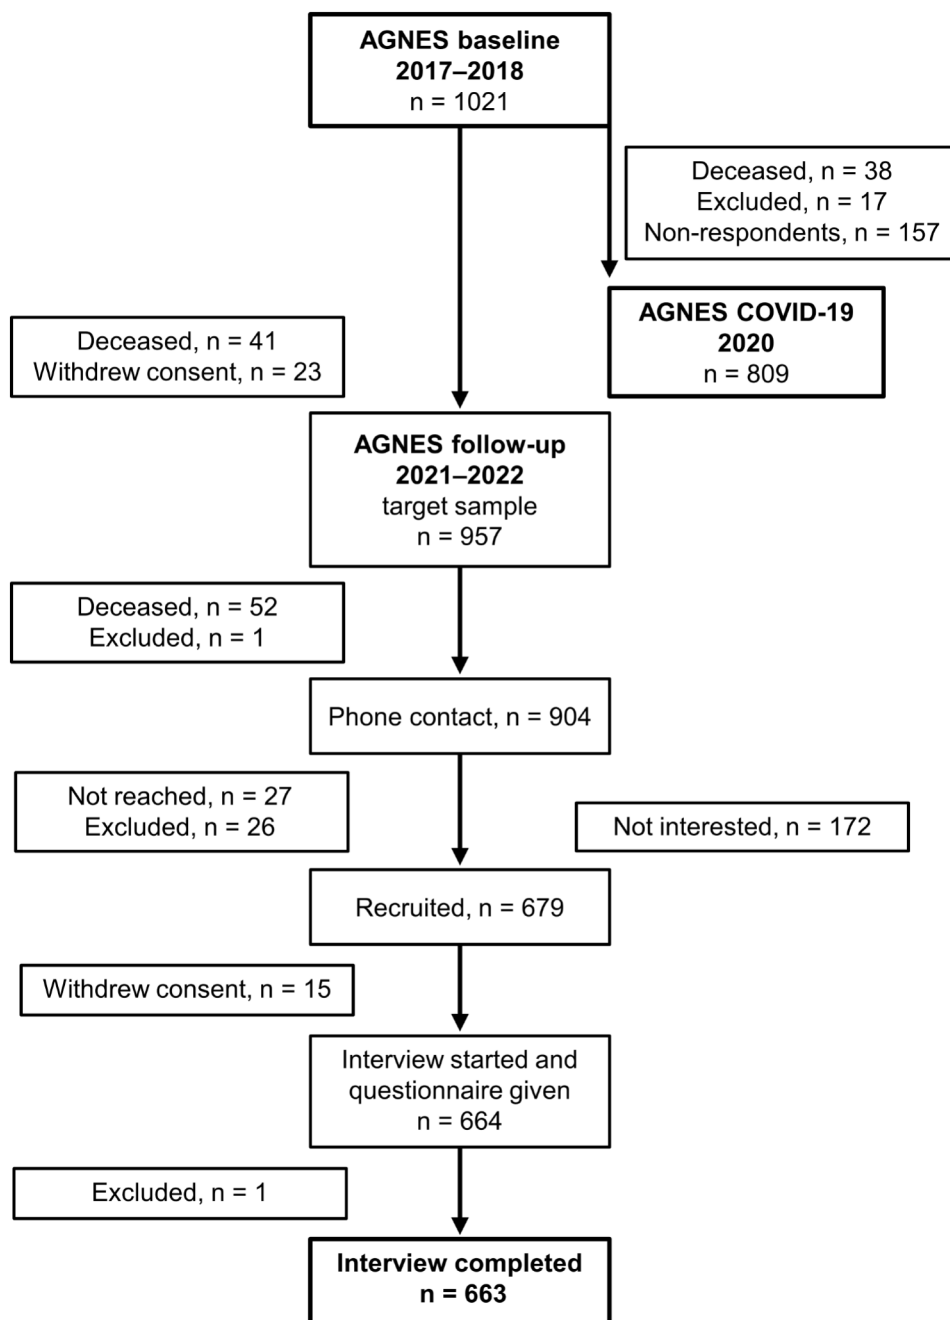 AGNES baseline
2017–2018
n = 1021
Deceased, n = 38
Excluded, n = 17
Non-respondents, n = 157
AGNES COVID-19
2020
n = 809
Deceased, n = 41
Withdrew consent, n = 23
AGNES follow-up
2021–2022
target sample
n = 957
Deceased, n = 52
Excluded, n = 1
Phone contact, n = 904
Not reached, n = 27
Excluded, n = 26
Not interested, n = 172
Recruited, n = 679
Withdrew consent, n = 15
Interview started and
questionnaire given
n = 664
Excluded, n = 1
Interview completed
n = 663